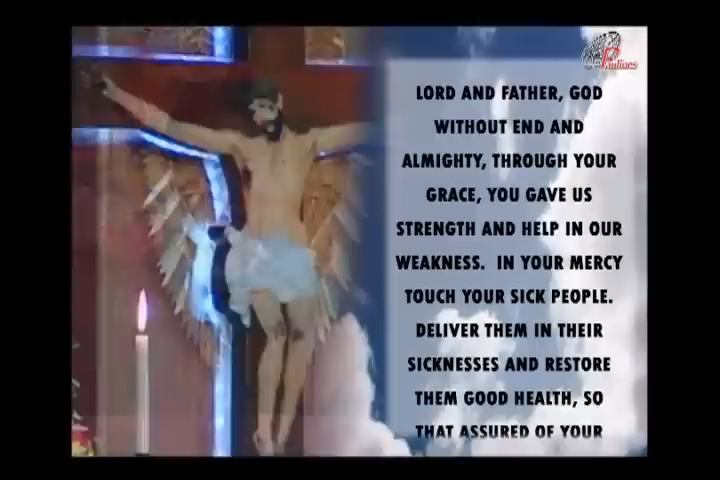 LORD AND FATHER, GOD
WITHOUT END AND
ALMIGHTY, THROUGH YOUR
GRACE, YOU GAVE US
STRENGTH AND HELP IN OUR
WEAKNESS. IN YOUR MERCY
TOUCH YOUR SICK PEOPLE.
DELIVER THEM IN THEIR
SICKNESSES AND RESTORE
THEM GOOD HEALTH, SO
THAT ASSURED OF YOUR